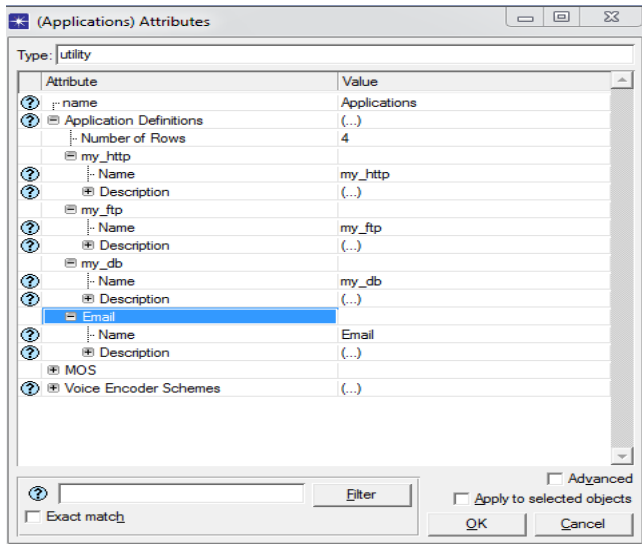 (Applications) Attributes
Type: utility
Attribute Value
name Applications
Application Definitions (...)
Number of Rows 4
my_http
Name my_http
Description (...)
my_ftp
Name my_ftp
Description (...)
my_db
Name my_db
Description (...)
Email
Name Email
Description (...)
MOS
Voice Encoder Schemes (...)
Advanced
Filter
Apply to selected objects
Exact match
OK Cancel